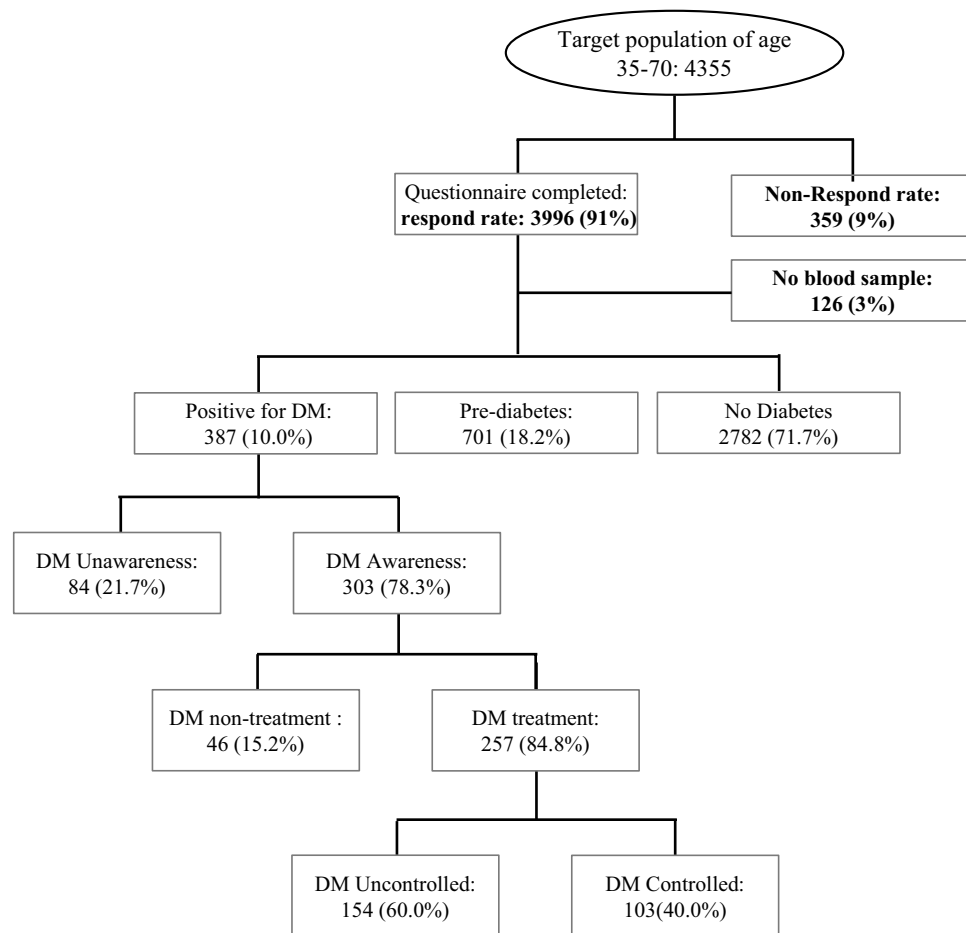 Target population of age
35-70: 4355
Questionnaire completed:
respond rate: 3996 (91%)
Non-Respond rate:
359 (9%)
No blood sample:
126 (3%)
Positive for DM:
387 (10.0%)
Pre-diabetes:
701 (18.2%)
No Diabetes
2782 (71.7%)
DM Unawareness:
84 (21.7%)
DM Awareness:
303 (78.3%)
DM non-treatment :
46 (15.2%)
DM treatment:
257 (84.8%)
DM Uncontrolled:
154 (60.0%)
DM Controlled:
103(40.0%)